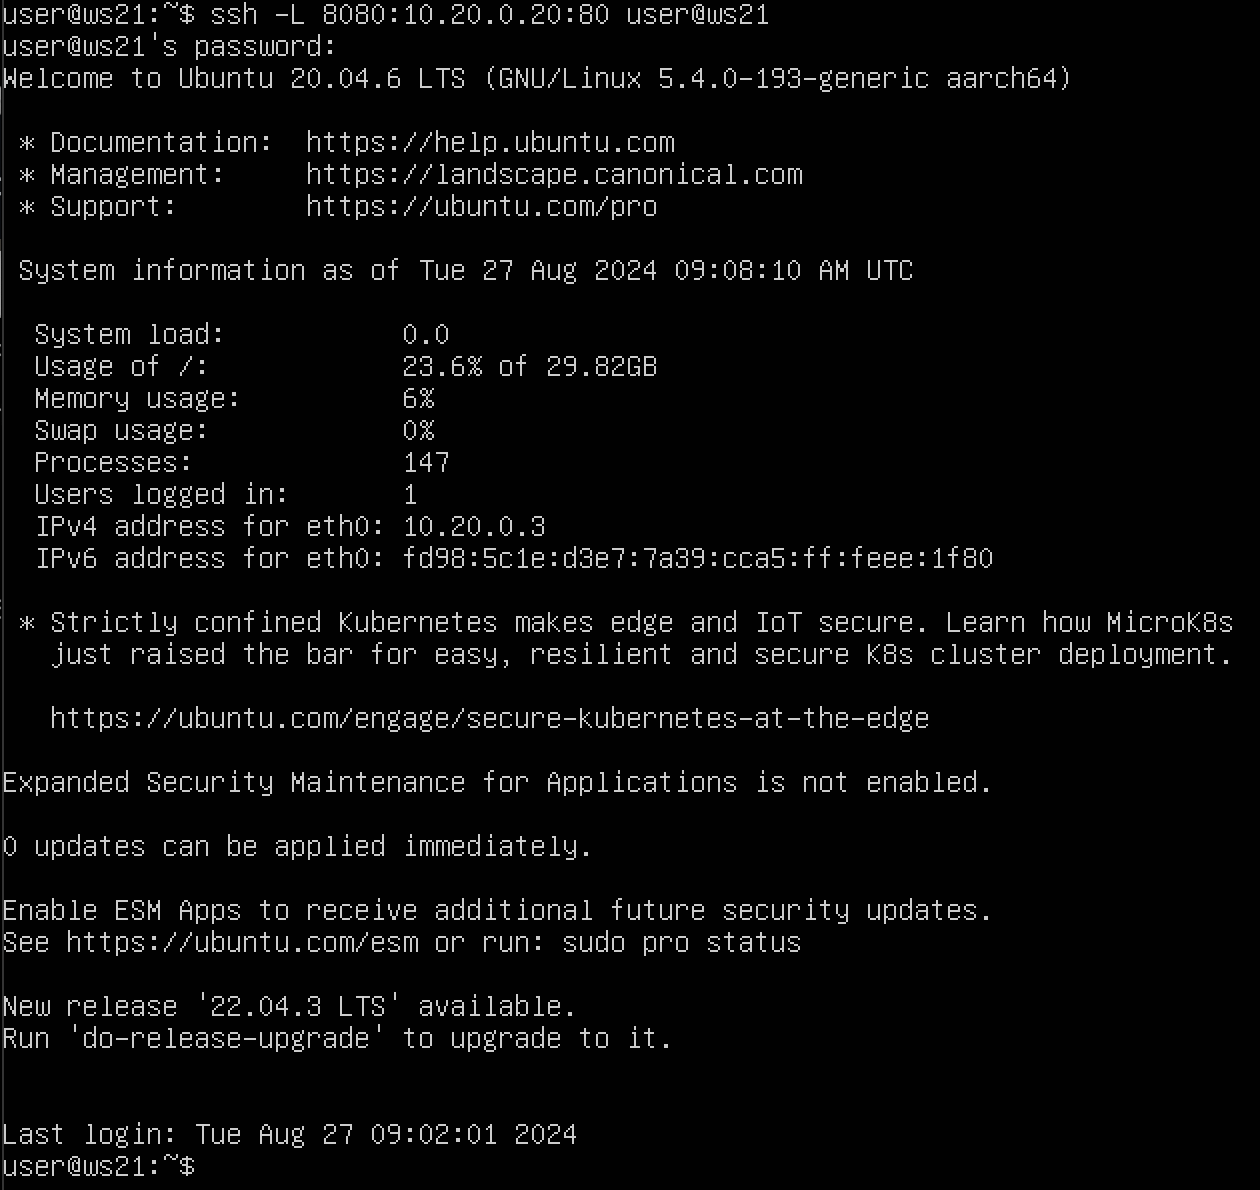 user@ws21:~$ ssh -L 8080:10.20.0.20:80 user@ws21
user@ws21's password:
Welcome to Ubuntu 20.04.6 LTS (GNU/Linux 5.4.0-193-generic aarch64)
* Documentation:  https://help.ubuntu.com
* Management:     https://landscape.canonical.com
* Support:        https://ubuntu.com/pro
System information as of Tue 27 Aug 2024 09:08:10 AM UTC
System load:           0.0
Usage of /:            23.6% of 29.82GB
Memory usage:          6%
Swap usage:            0%
Processes:             147
Users logged in:       1
IPv4 address for eth0: 10.20.0.3
IPv6 address for eth0: fd98:5c1e:d3e7:7a39:cca5:ff:feee:1f80
* Strictly confined Kubernetes makes edge and IoT secure. Learn how MicroK8s
just raised the bar for easy, resilient and secure K8s cluster deployment.
https://ubuntu.com/engage/secure-kubernetes-at-the-edge
Expanded Security Maintenance for Applications is not enabled.
0 updates can be applied immediately.
Enable ESM Apps to receive additional future security updates.
See https://ubuntu.com/esm or run: sudo pro status
New release '22.04.3 LTS' available.
Run 'do-release-upgrade' to upgrade to it.
Last login: Tue Aug 27 09:02:01 2024
user@ws21:~$